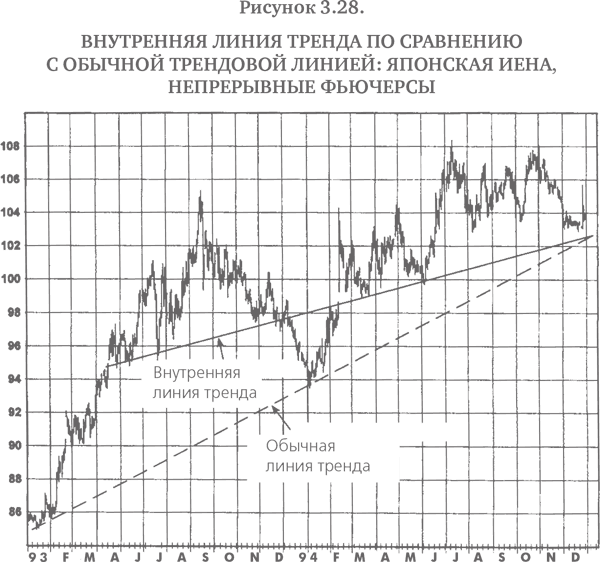 Рисунок 3.28.
ВНУТРЕННЯЯ ЛИНИЯ ТРЕНДА ПО СРАВНЕНИЮ
С ОБЫЧНОЙ ТРЕНДОВОЙ ЛИНИЕЙ: ЯПОНСКАЯ ИЕНА,
НЕПРЕРЫВНЫЕ ФЬЮЧЕРСЫ
108
106
104
102
100
98
96
94
92
90
88
86
Внутренняя
линия тренда
Обычная
линия тренда
93 F M A M J J A S O N D 94 F M A M J J A S O N D